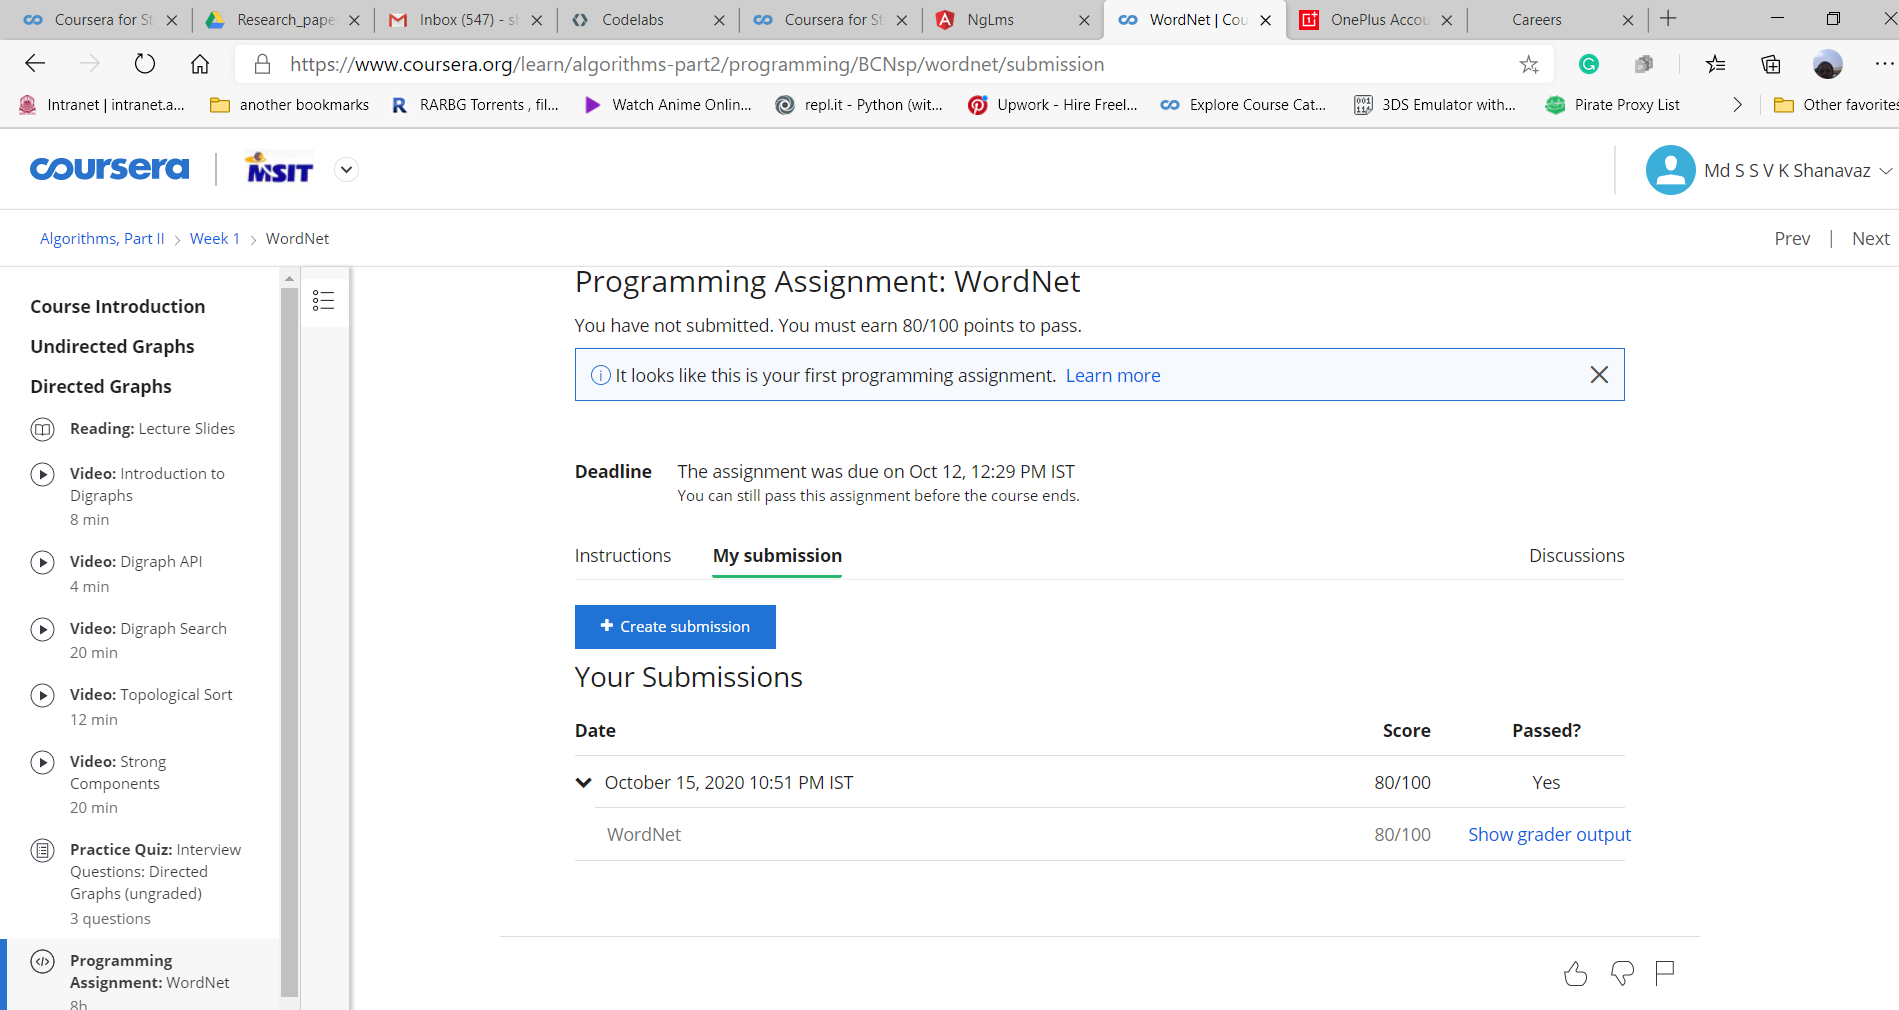 Coursera for St
Research_pape
Inbox (547) - s
Codelabs
Coursera for St
NgLms
WordNet | Cou
OnePlus Accou
Careers
https://www.coursera.org/learn/algorithms-part2/programming/BCNsp/wordnet/submission
Intranet | intranet.a...
another bookmarks
RARBG Torrents , fil...
Watch Anime Onlin...
repl.it - Python (wit...
Upwork - Hire Freel...
Explore Course Cat...
3DS Emulator with...
Pirate Proxy List
Other favorites
coursera
MSIT
Md S S V K Shanavaz
Algorithms, Part II
Week 1
WordNet
Prev
Next
Course Introduction
Undirected Graphs
Directed Graphs
Reading: Lecture Slides
Video: Introduction to
Digraphs
8 min
Video: Digraph API
4 min
Video: Digraph Search
20 min
Video: Topological Sort
12 min
Video: Strong
Components
20 min
Practice Quiz: Interview
Questions: Directed
Graphs (ungraded)
3 questions
Programming
Assignment: WordNet
8h
Programming Assignment: WordNet
You have not submitted. You must earn 80/100 points to pass.
It looks like this is your first programming assignment. Learn more
Deadline
The assignment was due on Oct 12, 12:29 PM IST
You can still pass this assignment before the course ends.
Instructions
My submission
Discussions
+ Create submission
Your Submissions
Date
Score
Passed?
October 15, 2020 10:51 PM IST
80/100
Yes
WordNet
80/100
Show grader output